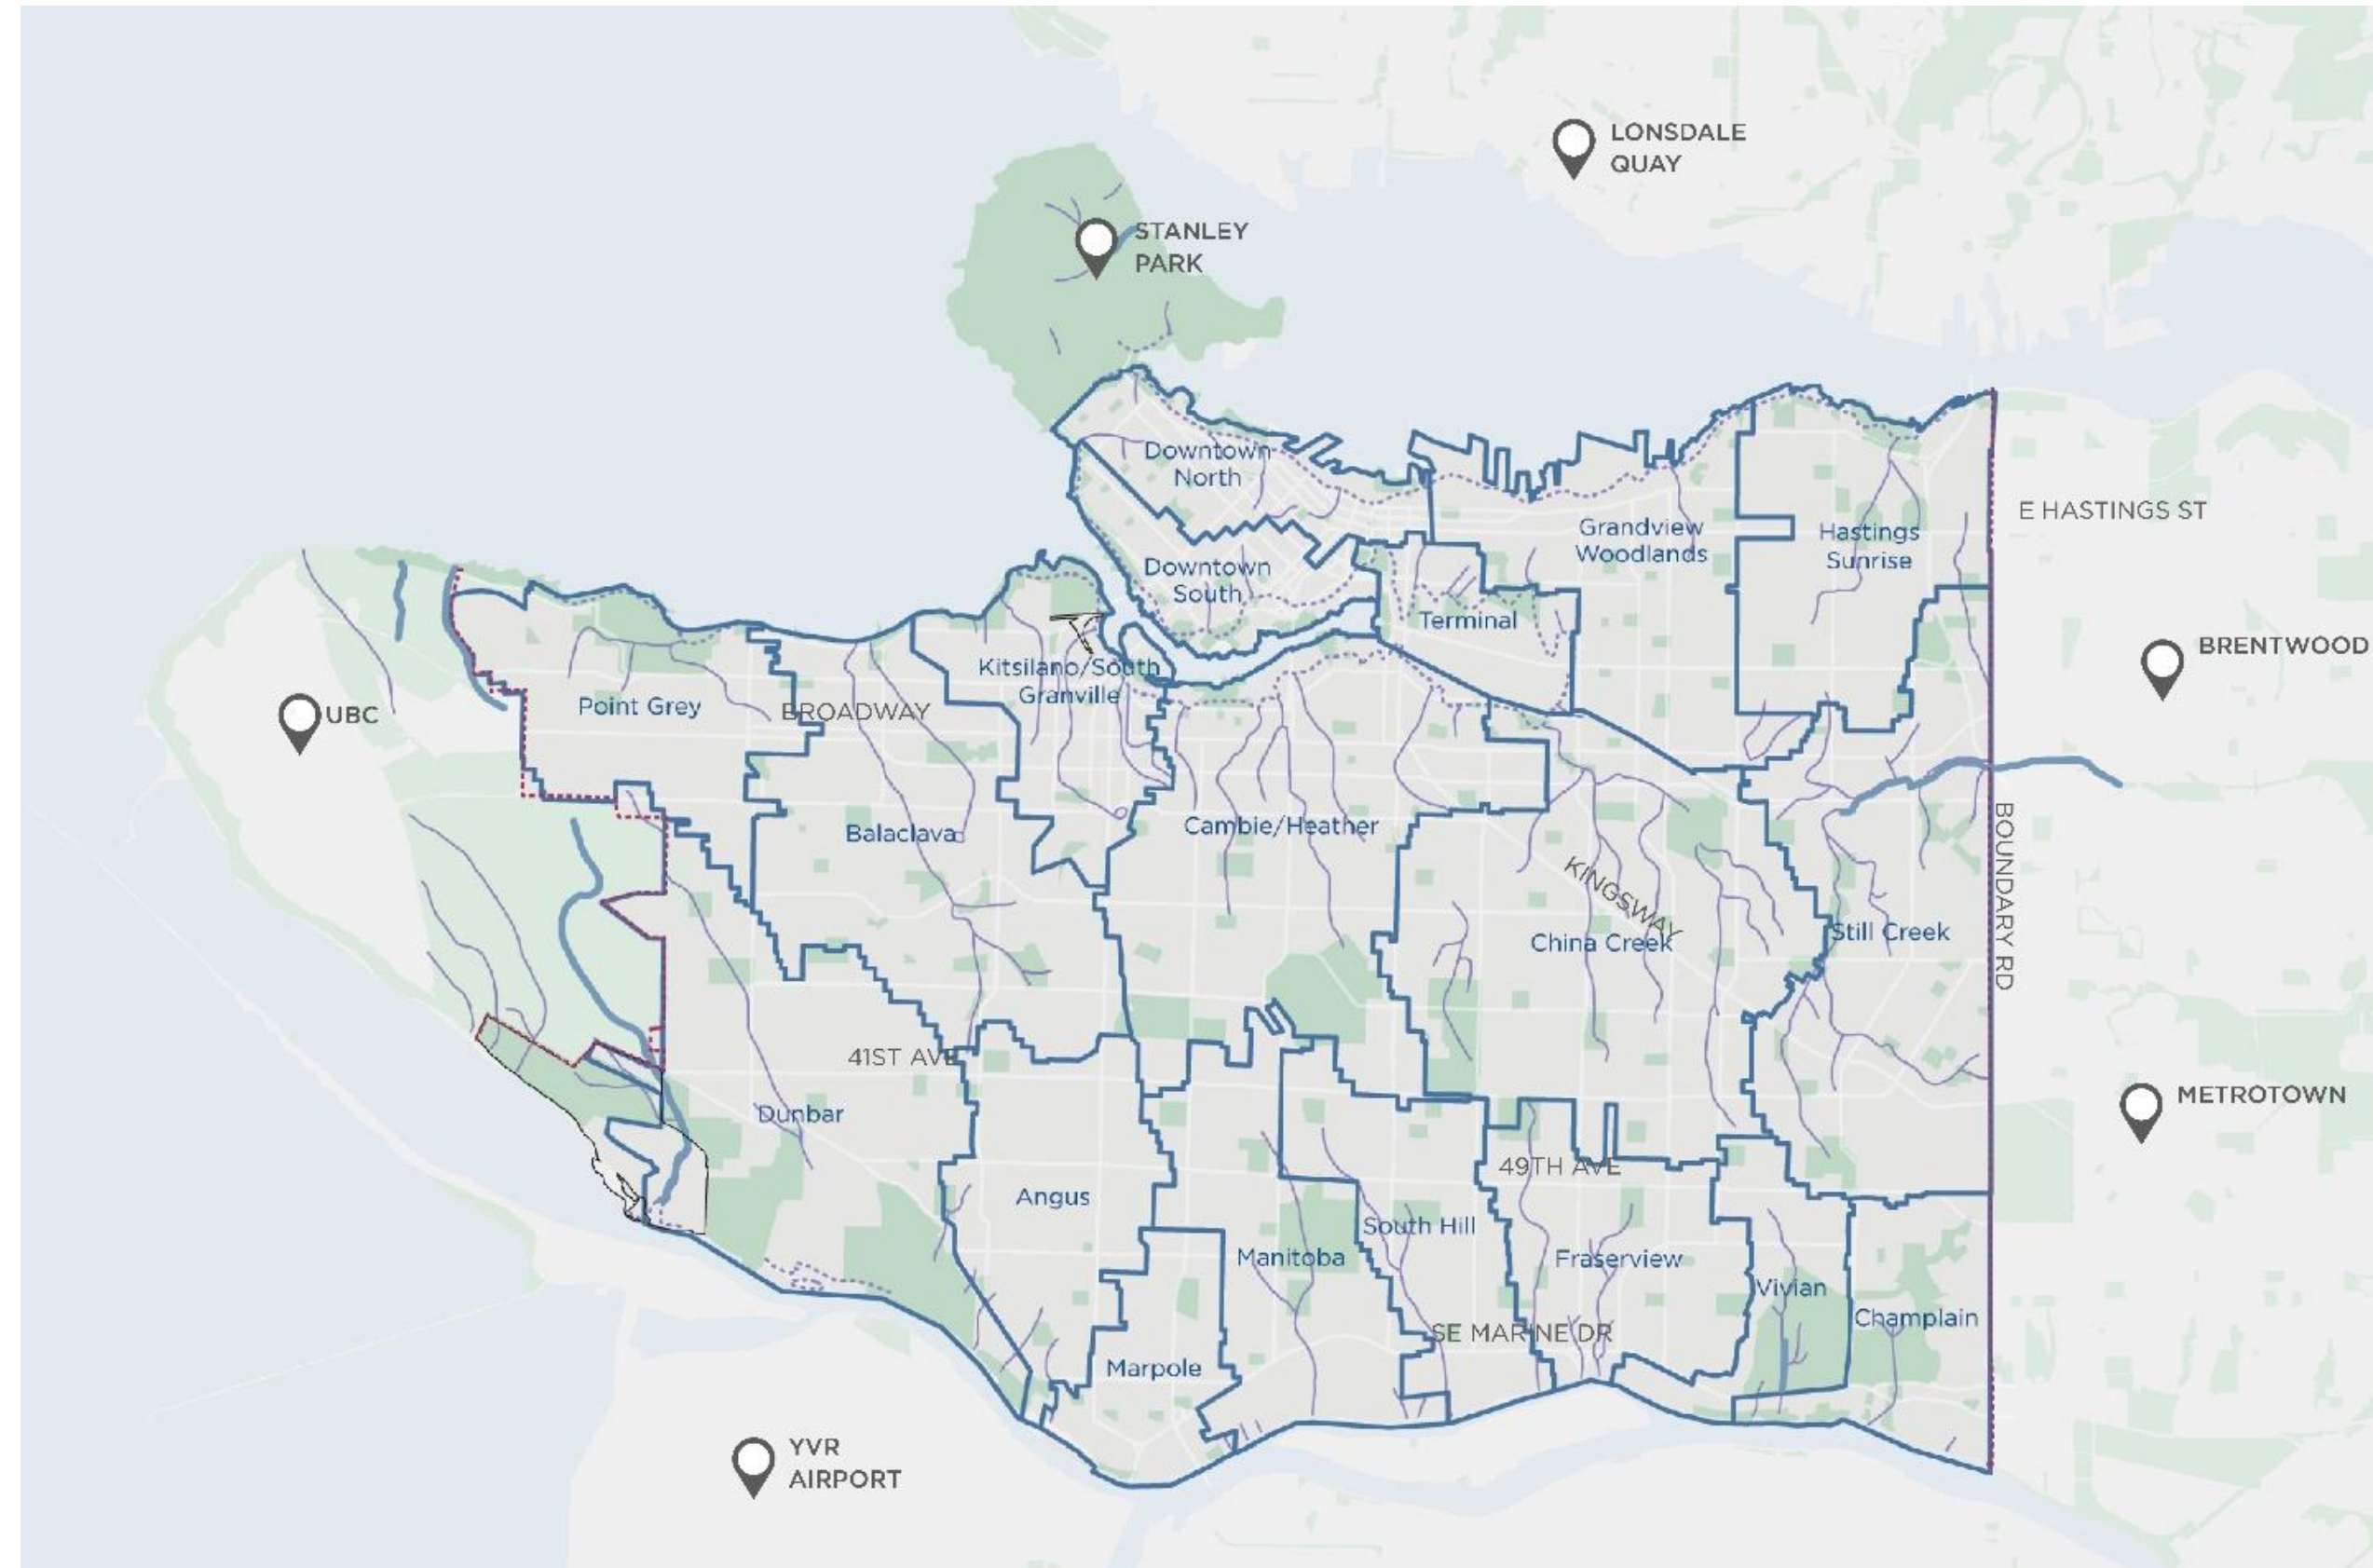 LONSDALE
QUAY
STANLEY
PARK
Downtown
North
E HASTINGS ST
Grandview
Woodlands
Hastings
Sunrise
Downtown
South
Terminal
BRENTWOOD
Kitsilano/South
Granville
Point Grey
BROADWAY
UBC
Balaclava
Cambie/Heather
BOUNDARY RD
KINGSWAY
China Creek
Still Creek
41ST AVE
METROTOWN
Dunbar
49TH AVE
Angus
South Hill
Manitoba
Fraserview
Vivian
Champlain
SE MARINE DR
Marpole
YVR
AIRPORT